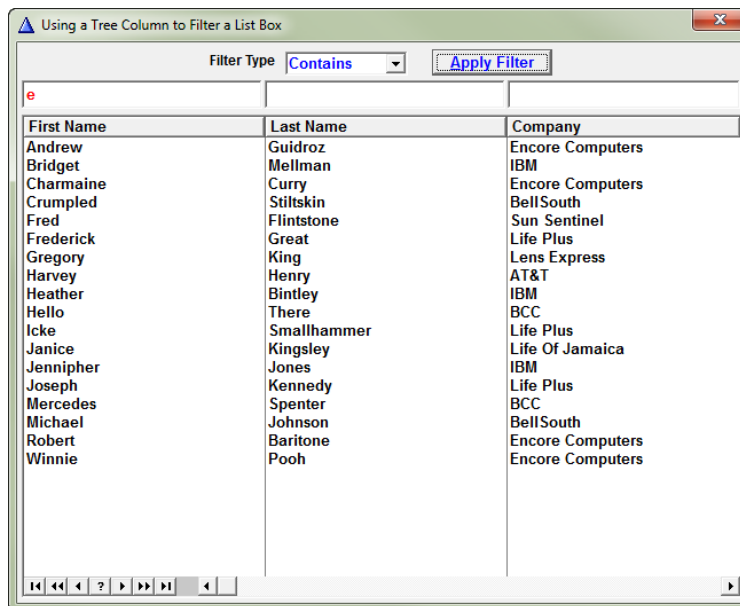 Using a Tree Column to Filter a List Box
Filter Type Contains Apply Filter
e
First Name Last Name Company
Andrew Guidroz Encore Computers
Bridget Mellman IBM
Charmaine Curry Encore Computers
Crumpled Stiltskin BellSouth
Fred Flintstone Sun Sentinel
Frederick Great Life Plus
Gregory King Lens Express
Harvey Henry AT&T
Heather Bintley IBM
Hello There BCC
Icke Smallhammer Life Plus
Janice Kingsley Life Of Jamaica
Jennipher Jones IBM
Joseph Kennedy Life Plus
Mercedes Spenter BCC
Michael Johnson BellSouth
Robert Baritone Encore Computers
Winnie Pooh Encore Computers
?